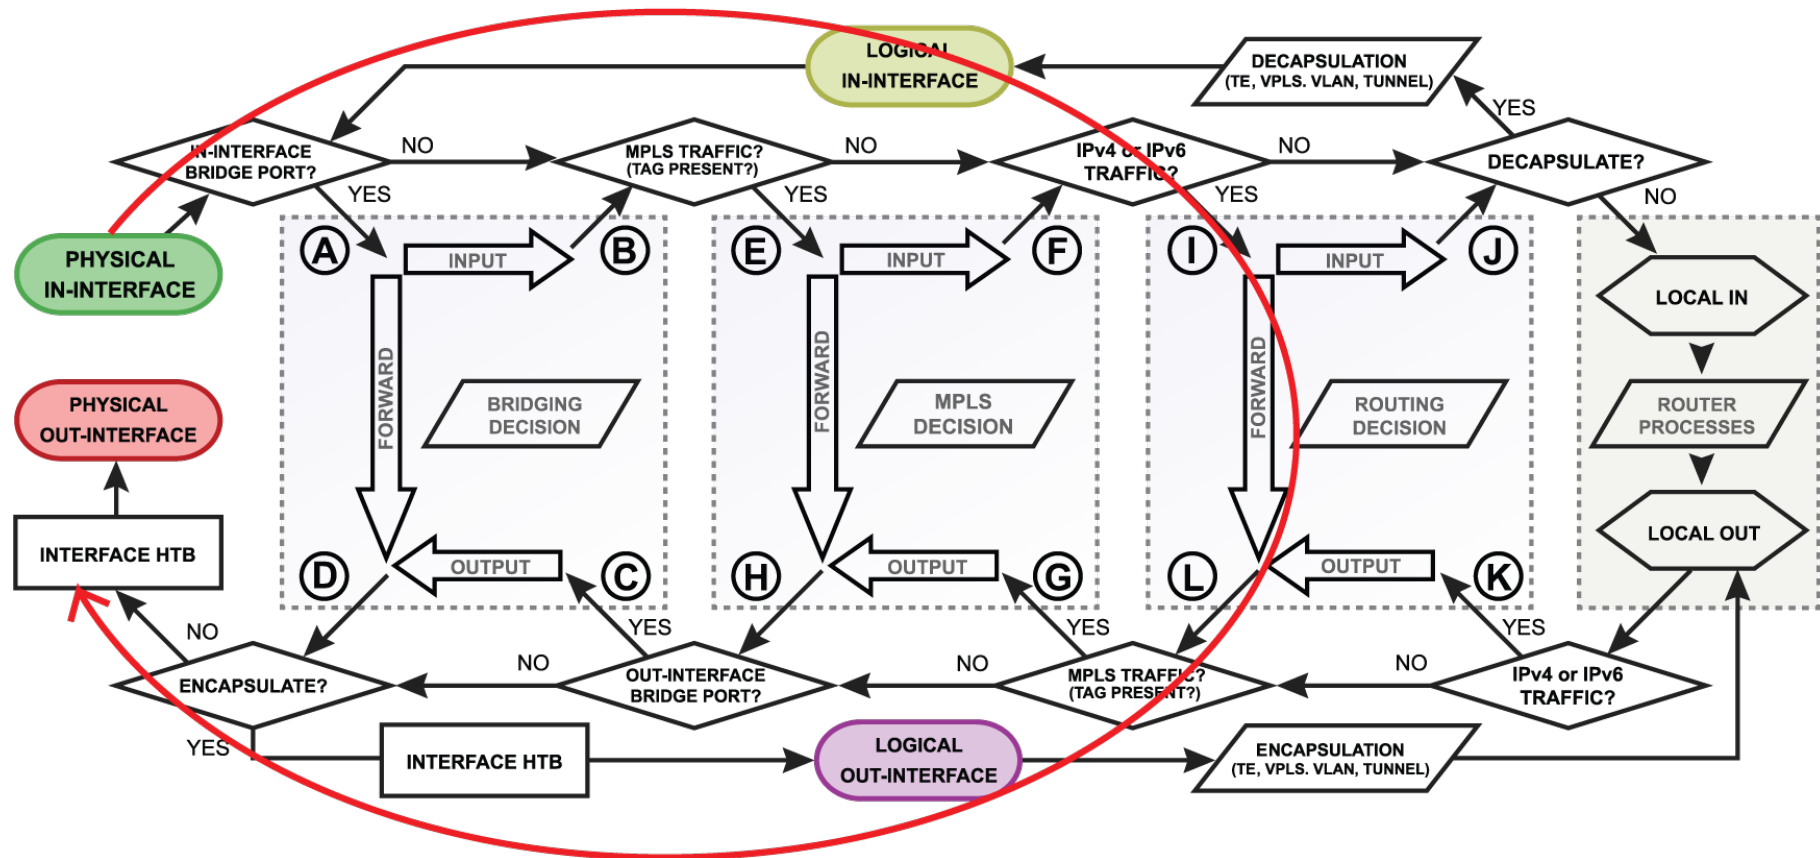 LOGICAL
IN-INTERFACE
DECAPSULATION
(TE, VPLS. VLAN, TUNNEL)
YES
IN-INTERFACE
BRIDGE PORT?
NO
MPLS TRAFFIC?
(TAG PRESENT?)
NO
IPv4 or IPv6
TRAFFIC?
NO
DECAPSULATE?
YES
YES
YES
NO
PHYSICAL
IN-INTERFACE
A
INPUT
B
E
INPUT
F
I
INPUT
J
LOCAL IN
FORWARD
BRIDGING
DECISION
FORWARD
MPLS
DECISION
FORWARD
ROUTING
DECISION
ROUTER
PROCESSES
PHYSICAL
OUT-INTERFACE
INTERFACE HTB
D
OUTPUT
C
H
OUTPUT
G
L
OUTPUT
K
LOCAL OUT
NO
YES
YES
YES
ENCAPSULATE?
NO
OUT-INTERFACE
BRIDGE PORT?
NO
MPLS TRAFFIC?
(TAG PRESENT?)
NO
IPv4 or IPv6
TRAFFIC?
YES
INTERFACE HTB
LOGICAL
OUT-INTERFACE
ENCAPSULATION
(TE, VPLS. VLAN, TUNNEL)